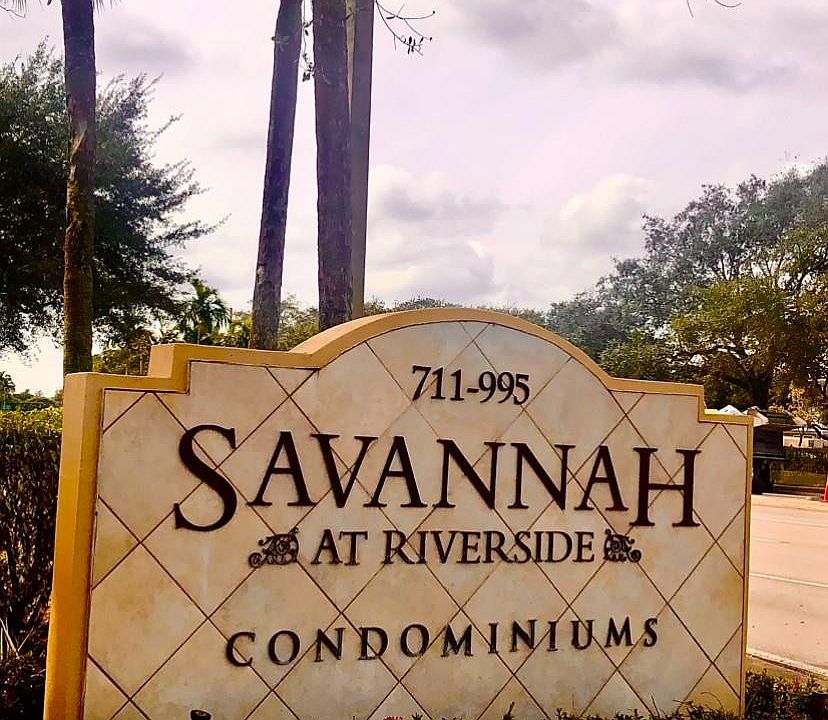 711-995
SAVANNAH
AT RIVERSIDE
CONDOMINIUMS